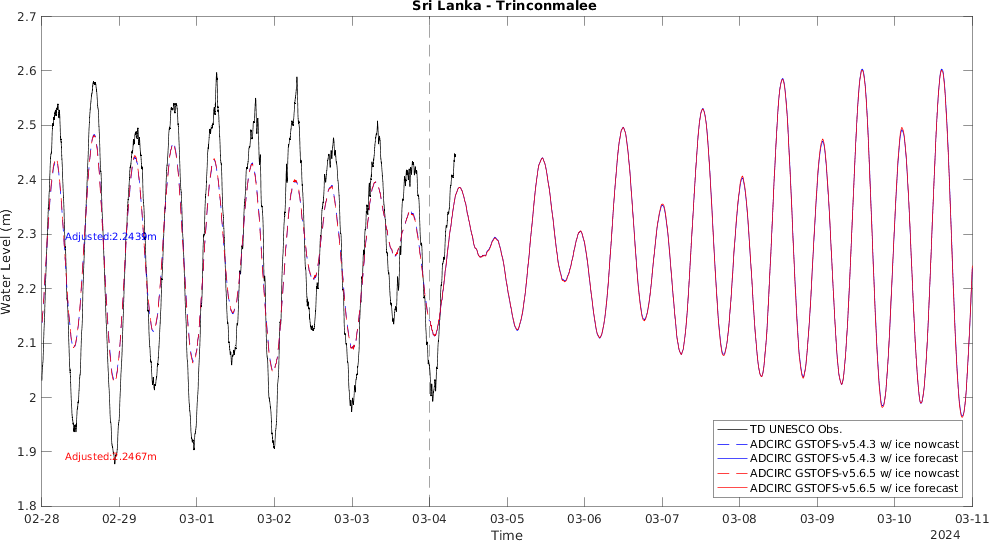 Sri Lanka - Trinconmalee
2.7
2.6
2.5
2.4
2.3
2.2
2.1
2
1.9
1.8
Water Level (m)
Adjusted:2.2439m
Adjusted:2.2467m
TD UNESCO Obs.
ADCIRC GSTOFS-v5.4.3 w/ ice nowcast
ADCIRC GSTOFS-v5.4.3 w/ ice forecast
ADCIRC GSTOFS-v5.6.5 w/ ice nowcast
ADCIRC GSTOFS-v5.6.5 w/ ice forecast
02-28 02-29 03-01 03-02 03-03 03-04 03-05 03-06 03-07 03-08 03-09 03-10 03-11
Time
2024